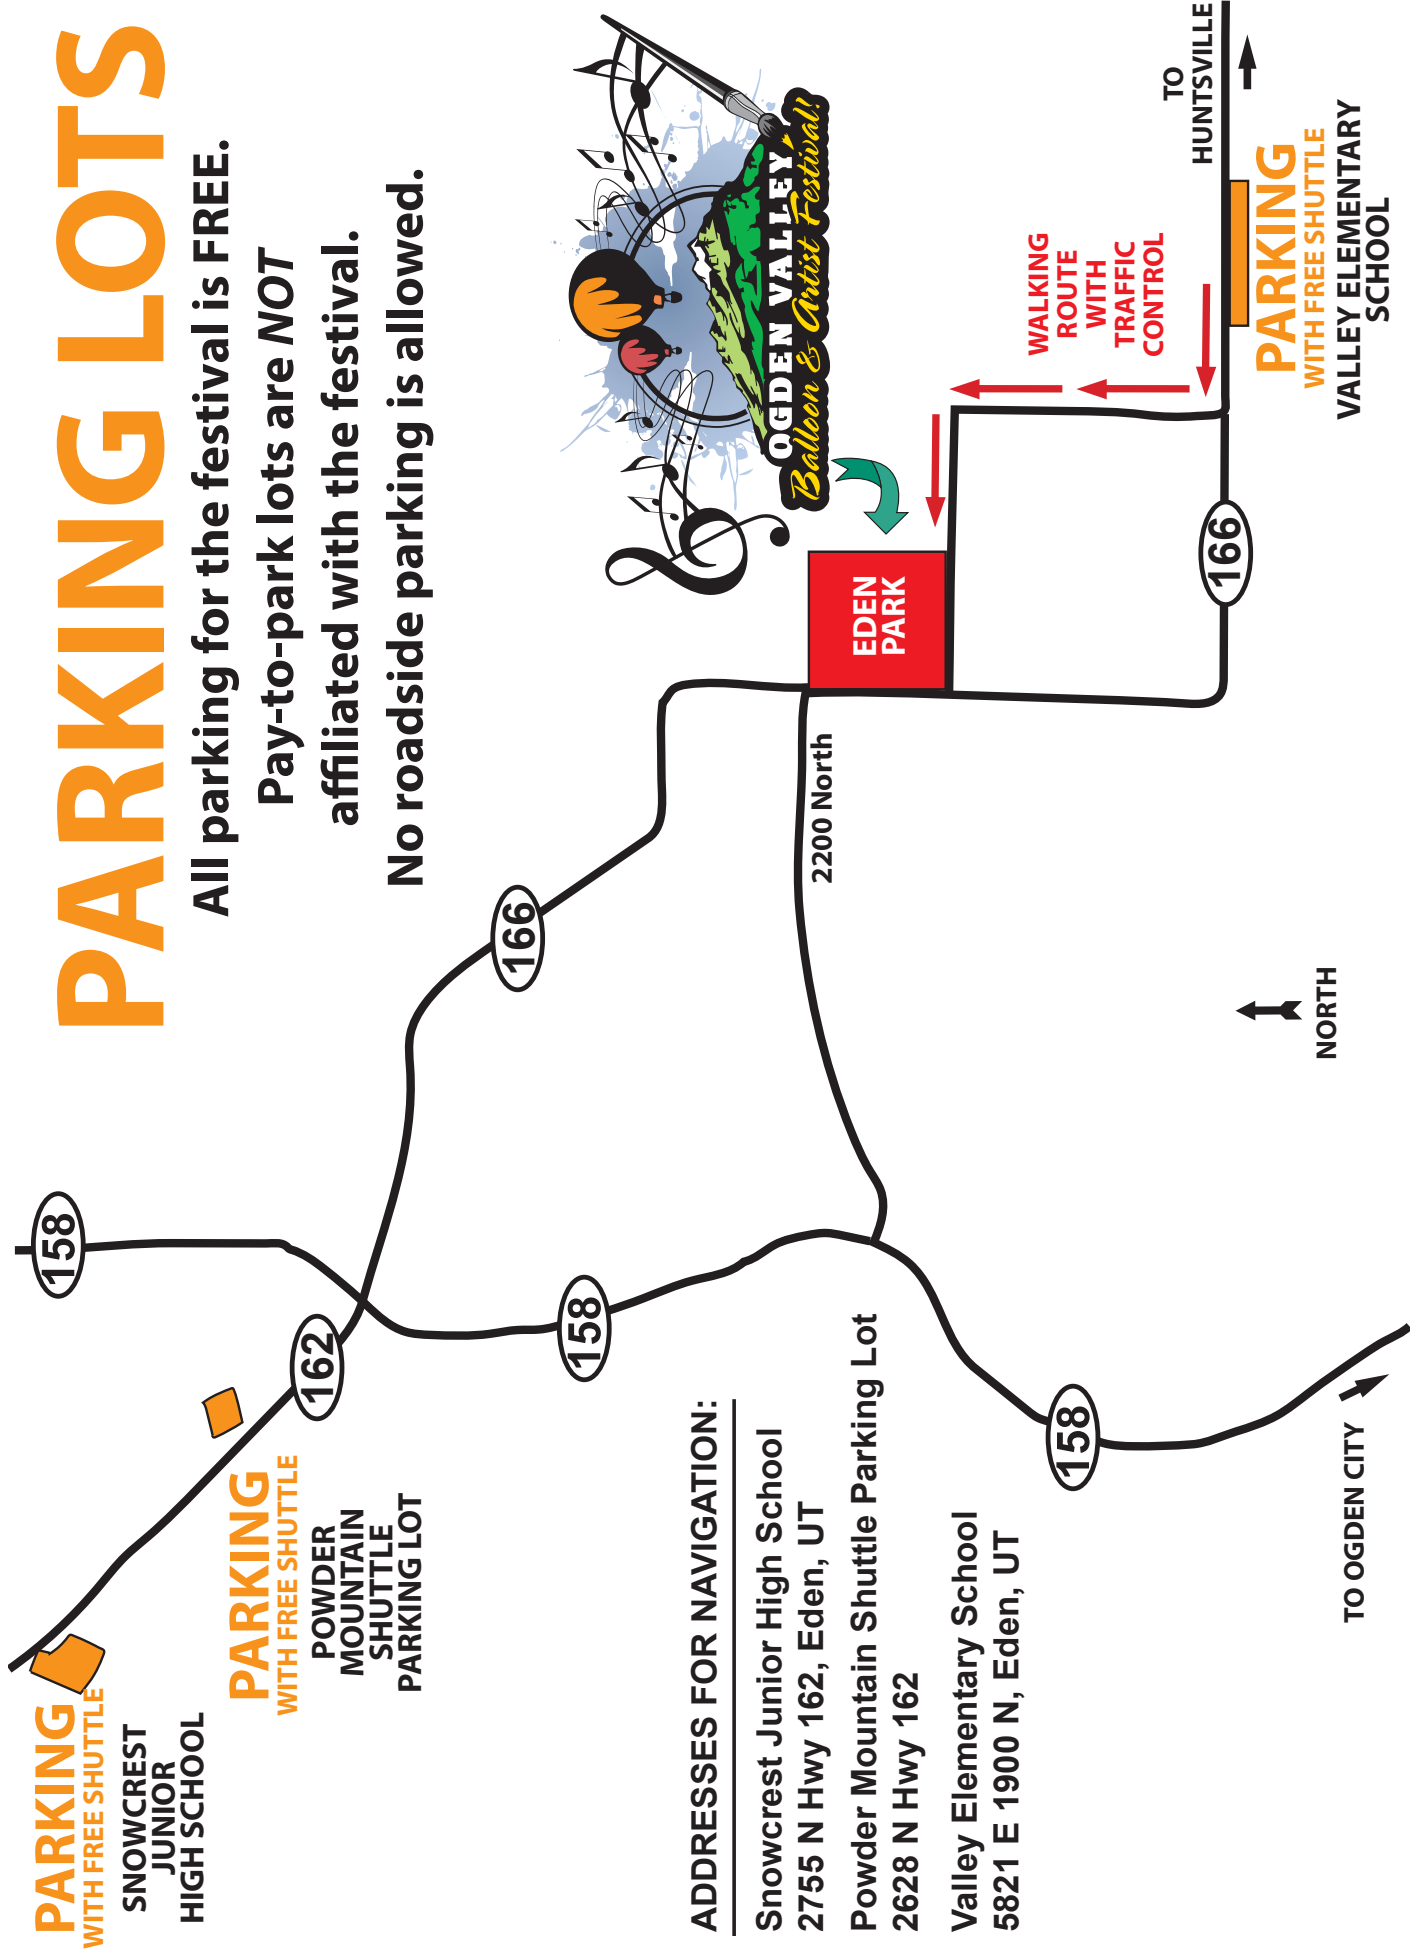 PARKING LOTS
All parking for the festival is FREE.
Pay-to-park lots are NOT
affiliated with the festival.
No roadside parking is allowed.
OGDEN VALLEY
Balloon & Artist Festival!
PARKING
WITH FREE SHUTTLE
SNOWCREST
JUNIOR
HIGH SCHOOL
PARKING
WITH FREE SHUTTLE
POWDER
MOUNTAIN
SHUTTLE
PARKING LOT
158
162
166
158
2200 North
EDEN
PARK
WALKING
ROUTE
WITH
TRAFFIC
CONTROL
TO
HUNTSVILLE
166
PARKING
WITH FREE SHUTTLE
VALLEY ELEMENTARY
SCHOOL
158
NORTH
TO OGDEN CITY
ADDRESSES FOR NAVIGATION:
Snowcrest Junior High School
2755 N Hwy 162, Eden, UT
Powder Mountain Shuttle Parking Lot
2628 N Hwy 162
Valley Elementary School
5821 E 1900 N, Eden, UT